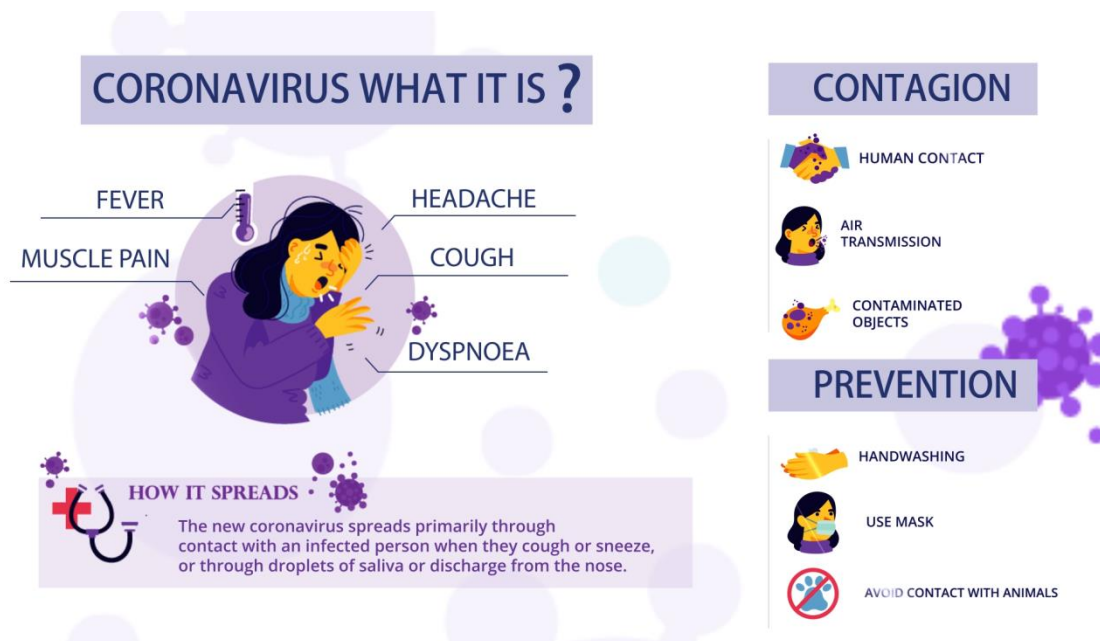 CORONAVIRUS WHAT IT IS ?
FEVER
HEADACHE
MUSCLE PAIN
COUGH
DYSPNOEA
HOW IT SPREADS
The new coronavirus spreads primarily through
contact with an infected person when they cough or sneeze,
or through droplets of saliva or discharge from the nose.
CONTAGION
HUMAN CONTACT
AIR
TRANSMISSION
CONTAMINATED
OBJECTS
PREVENTION
HANDWASHING
USE MASK
AVOID CONTACT WITH ANIMALS